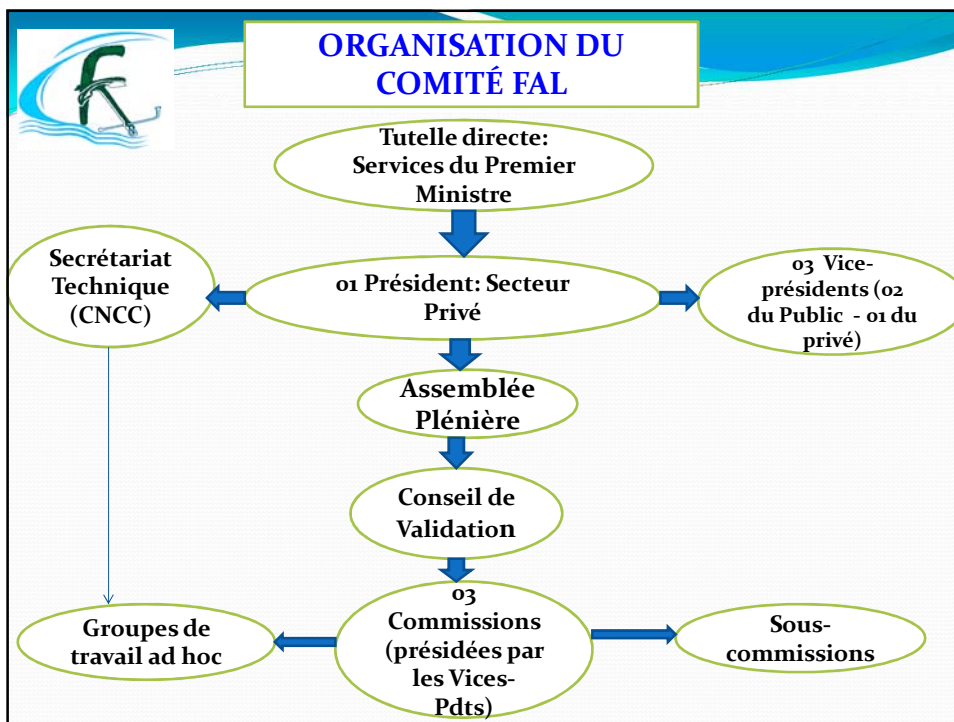 ORGANISATION DU
COMITÉ FAL
Tutelle directe:
Services du Premier
Ministre
Secrétariat
Technique
(CNCC)
01 Président: Secteur
Privé
03 Vice-
présidents (02
du Public - 01 du
privé)
Assemblée
Plénière
Conseil de
Validation
03
Commissions
(présidées par
les Vices-
Pdts)
Groupes de
travail ad hoc
Sous-
commissions